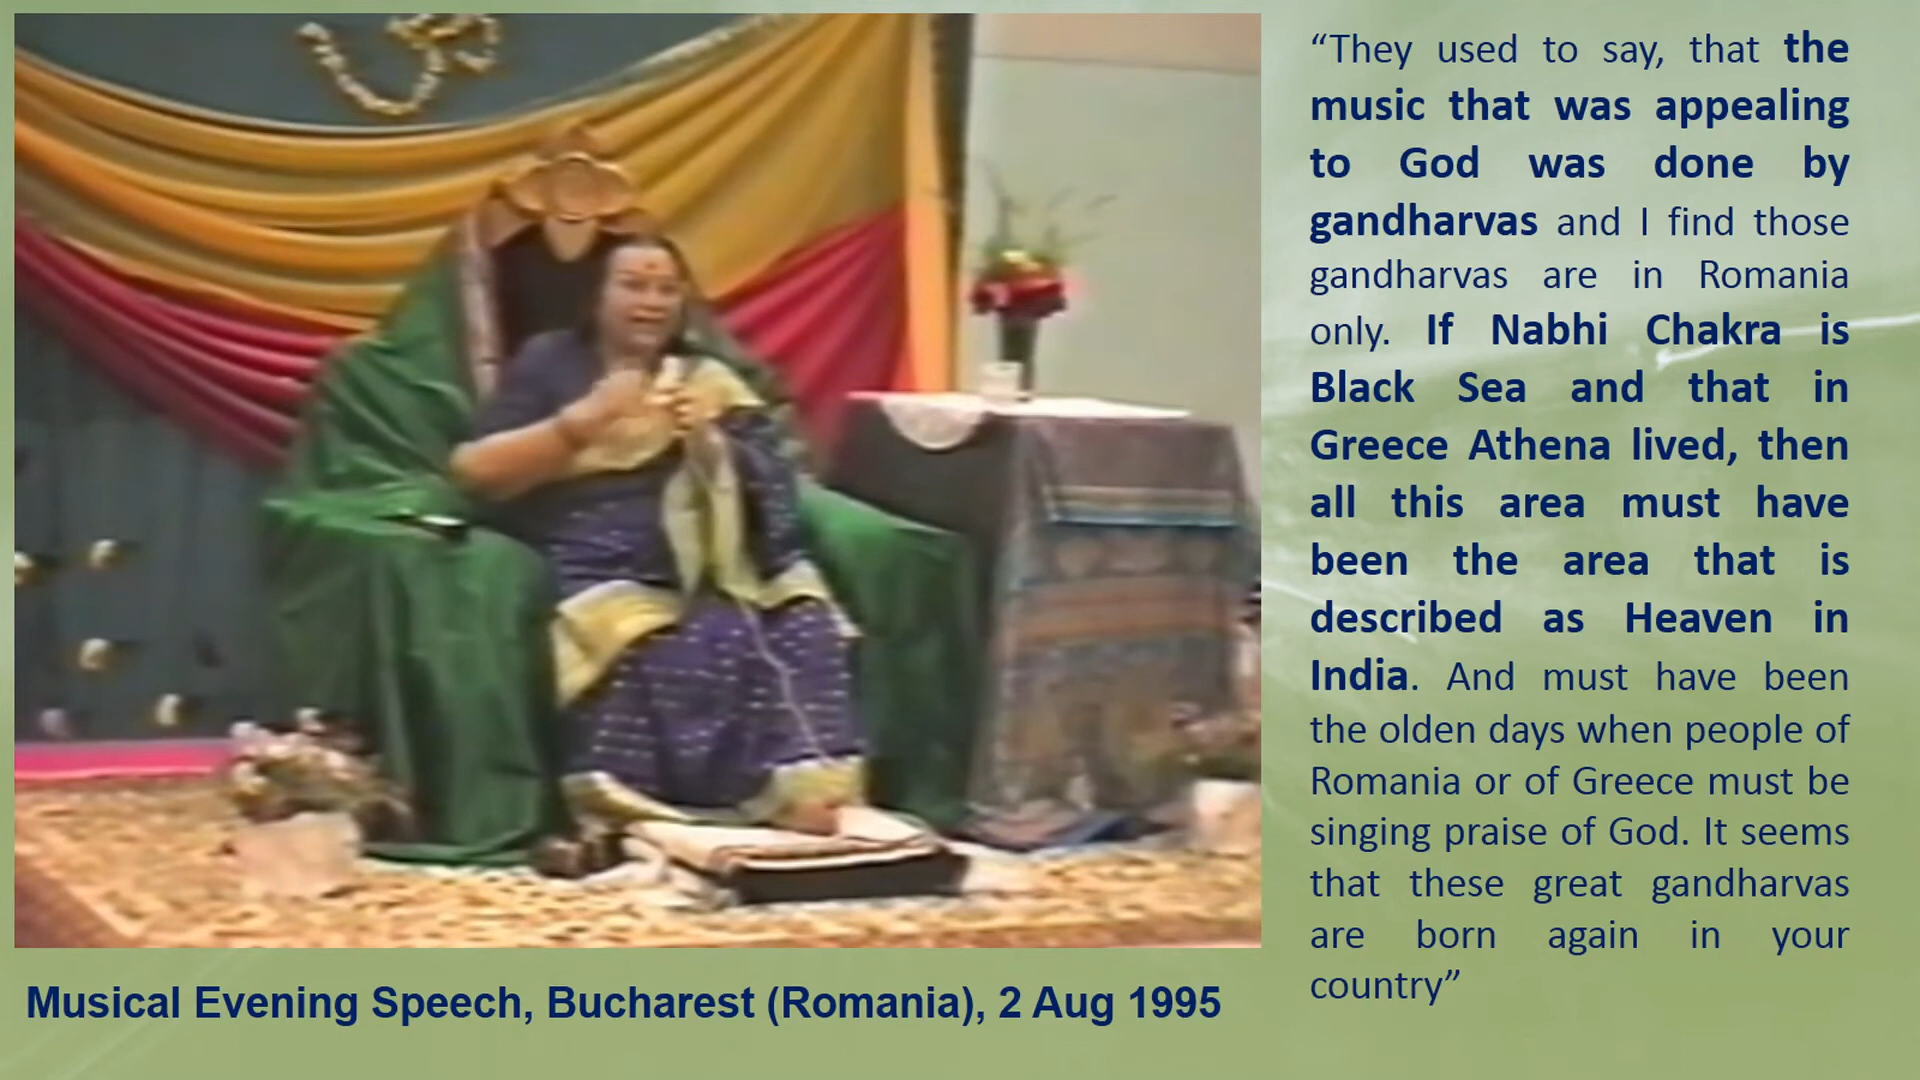 “They used to say, that the
music that was appealing
to God was done by
gandharvas and I find those
gandharvas are in Romania
only. If Nabhi Chakra is
Black Sea and that in
Greece Athena lived, then
all this area must have
been the area that is
described as Heaven in
India. And must have been
the olden days when people of
Romania or of Greece must be
singing praise of God. It seems
that these great gandharvas
are born again in your
country”
Musical Evening Speech, Bucharest (Romania), 2 Aug 1995